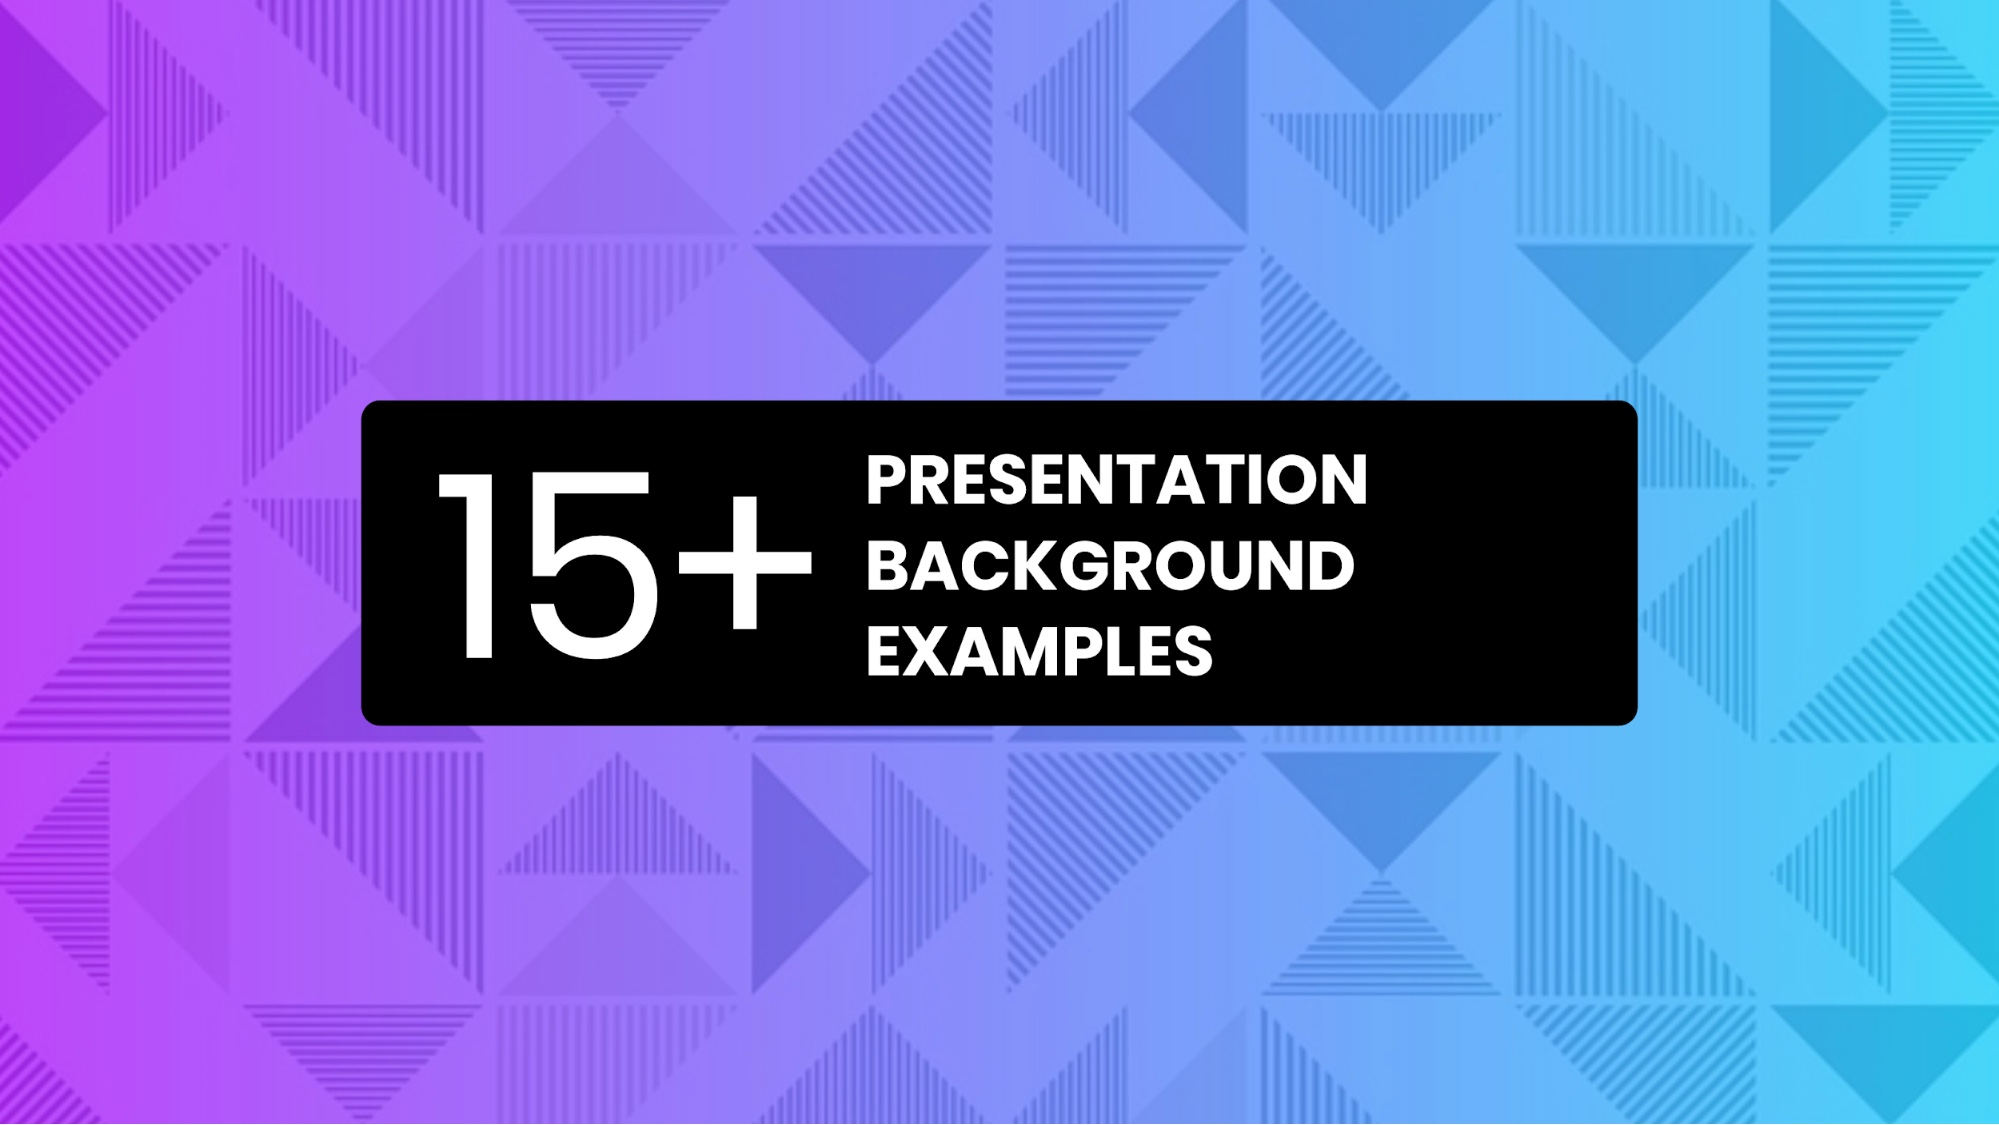 15+
PRESENTATION
BACKGROUND
EXAMPLES